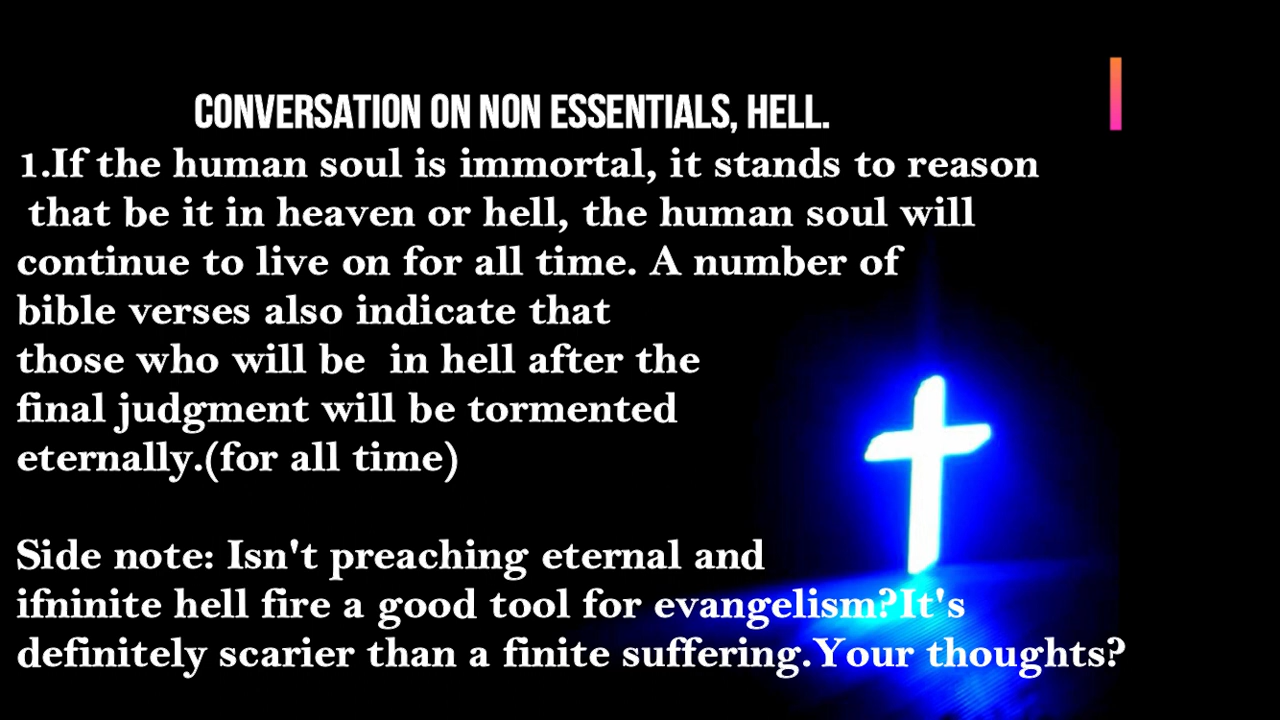 CONVERSATION ON NON ESSENTIALS, HELL.
1.If the human soul is immortal, it stands to reason
that be it in heaven or hell, the human soul will
continue to live on for all time. A number of
bible verses also indicate that
those who will be in hell after the
final judgment will be tormented
eternally.(for all time)
Side note: Isn't preaching eternal and
ifninite hell fire a good tool for evangelism?It's
definitely scarier than a finite suffering.Your thoughts?